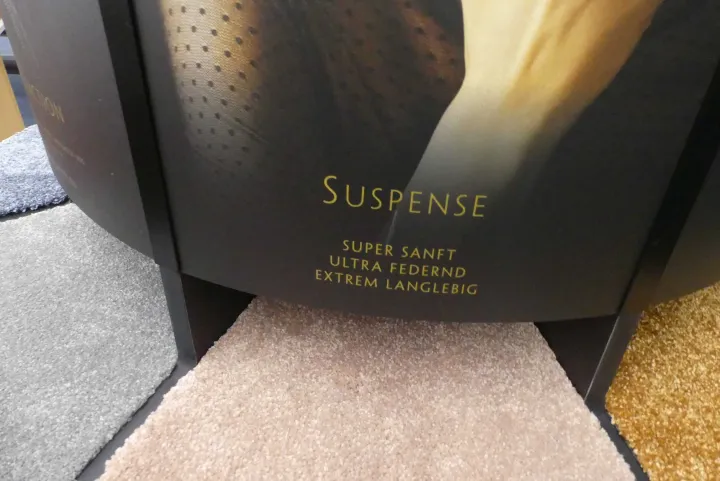 SUSPENSE
SUPER SANFT
ULTRA FEDERND
EXTREM LANGLEBIG